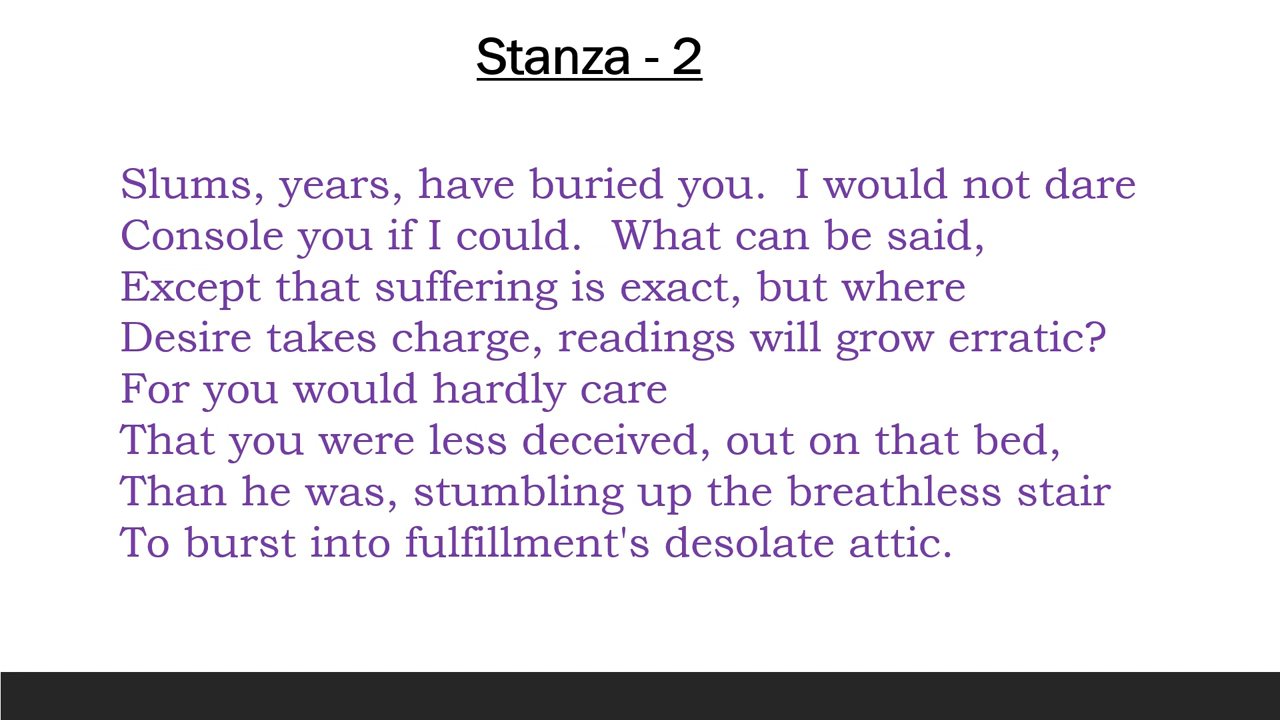 Stanza - 2
Slums, years, have buried you.  I would not dare
Console you if I could.  What can be said,
Except that suffering is exact, but where
Desire takes charge, readings will grow erratic?
For you would hardly care
That you were less deceived, out on that bed,
Than he was, stumbling up the breathless stair
To burst into fulfillment's desolate attic.